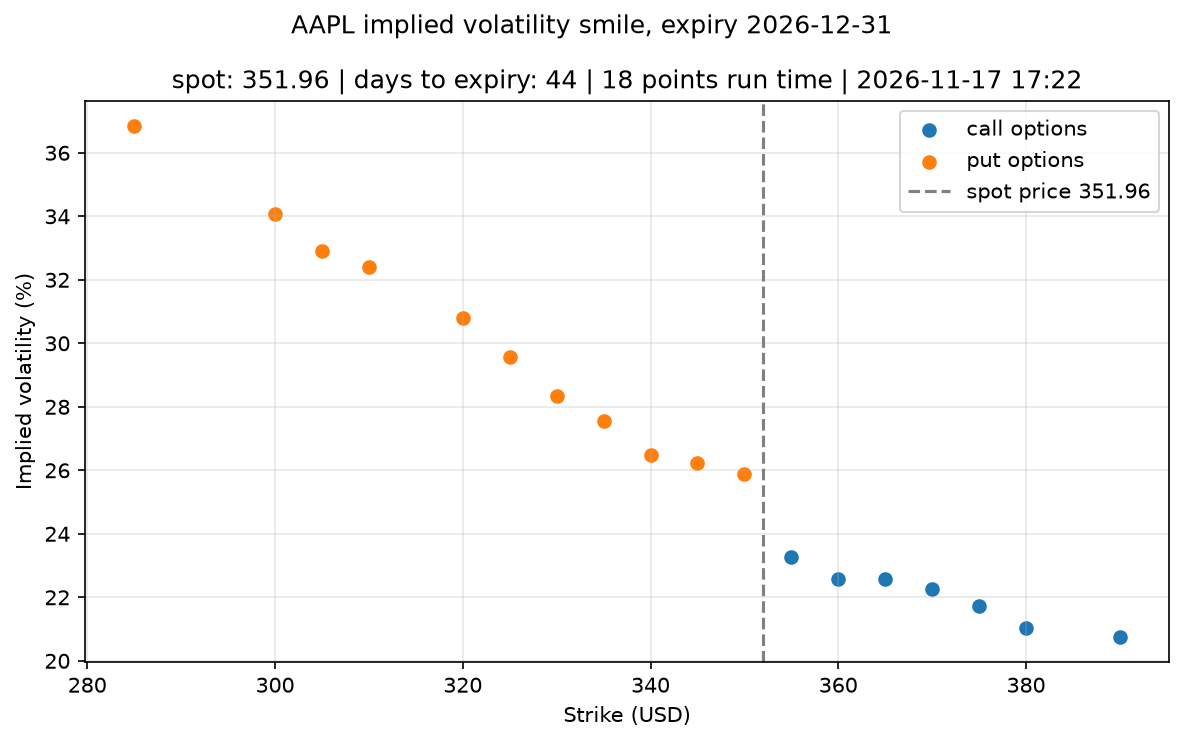 AAPL implied volatility smile, expiry 2026-12-31
spot: 351.96 | days to expiry: 44 | 18 points run time | 2026-11-17 17:22
call options
put options
spot price 351.96
Implied volatility (%)
36
34
32
30
28
26
24
22
20
280 300 320 340 360 380
Strike (USD)